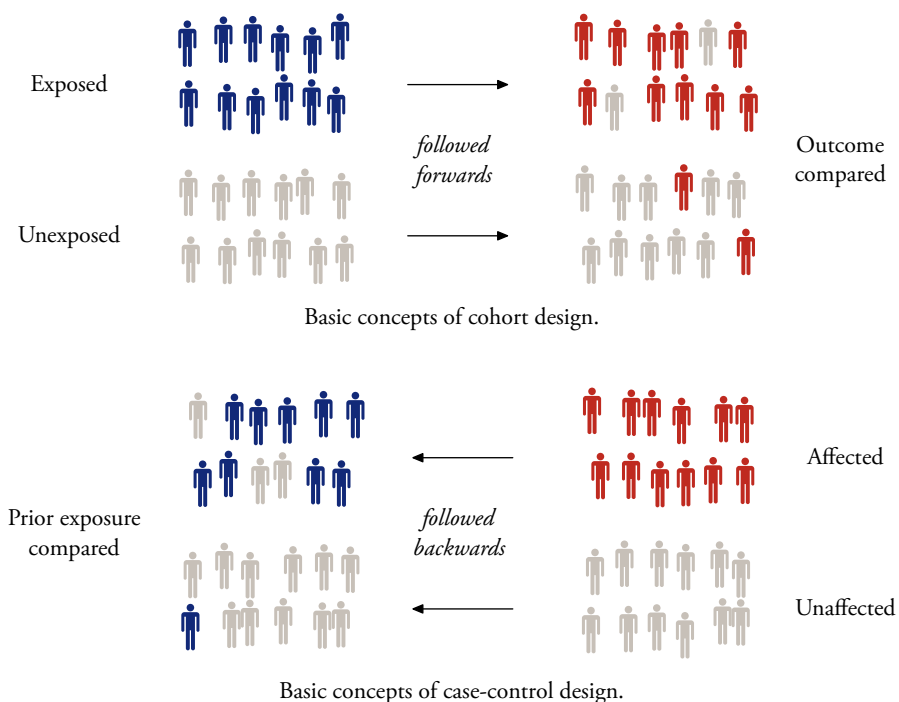 Exposed
followed
forwards
Outcome
compared
Unexposed
Basic concepts of cohort design.
Affected
Prior exposure
compared
followed
backwards
Unaffected
Basic concepts of case-control design.